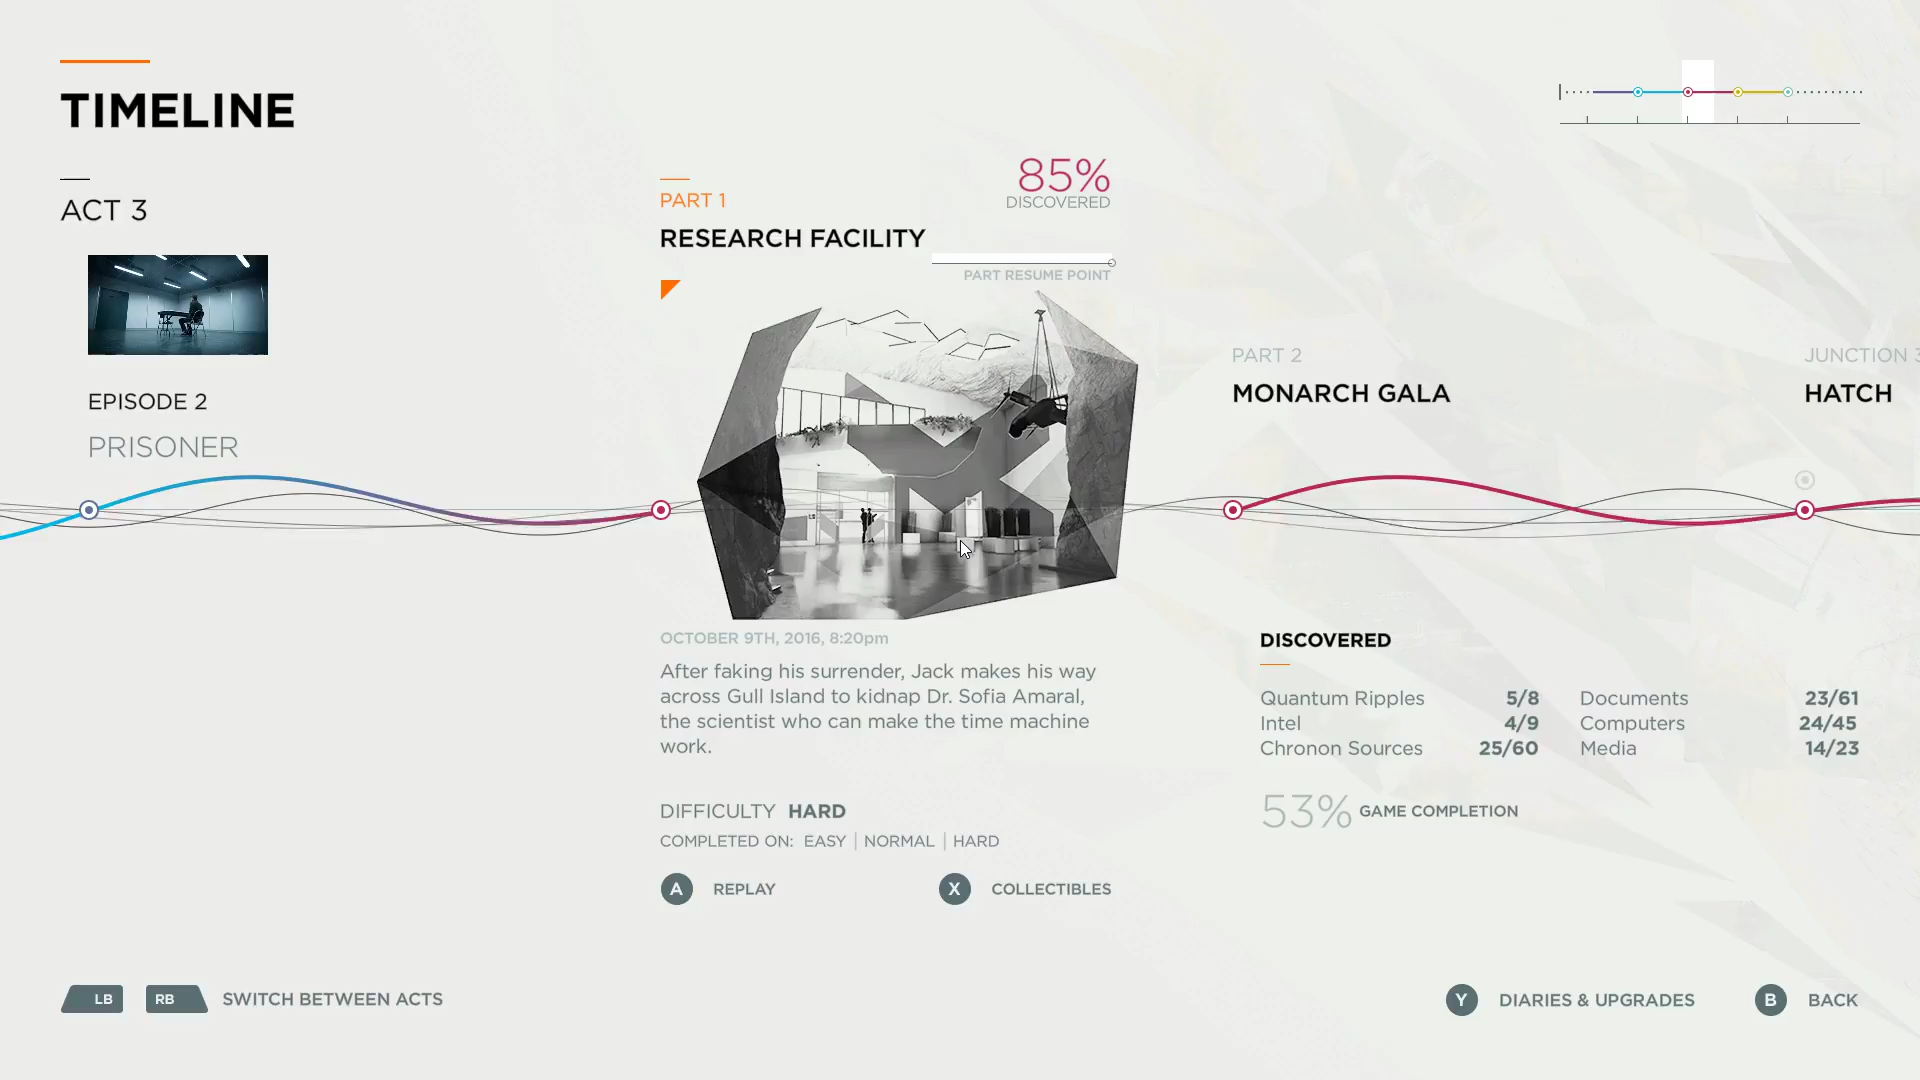 TIMELINE
ACT 3
EPISODE 2
PRISONER
PART 1
85%
DISCOVERED
RESEARCH FACILITY
PART RESUME POINT
OCTOBER 9TH, 2016, 8:20pm
After faking his surrender, Jack makes his way
across Gull Island to kidnap Dr. Sofia Amaral,
the scientist who can make the time machine
work.
DIFFICULTY HARD
COMPLETED ON: EASY | NORMAL | HARD
A REPLAY
X COLLECTIBLES
PART 2
MONARCH GALA
JUNCTION 3
HATCH
DISCOVERED
Quantum Ripples 5/8
Intel 4/9
Chronon Sources 25/60
Documents 23/61
Computers 24/45
Media 14/23
53% GAME COMPLETION
LB RB SWITCH BETWEEN ACTS
Y DIARIES & UPGRADES
B BACK